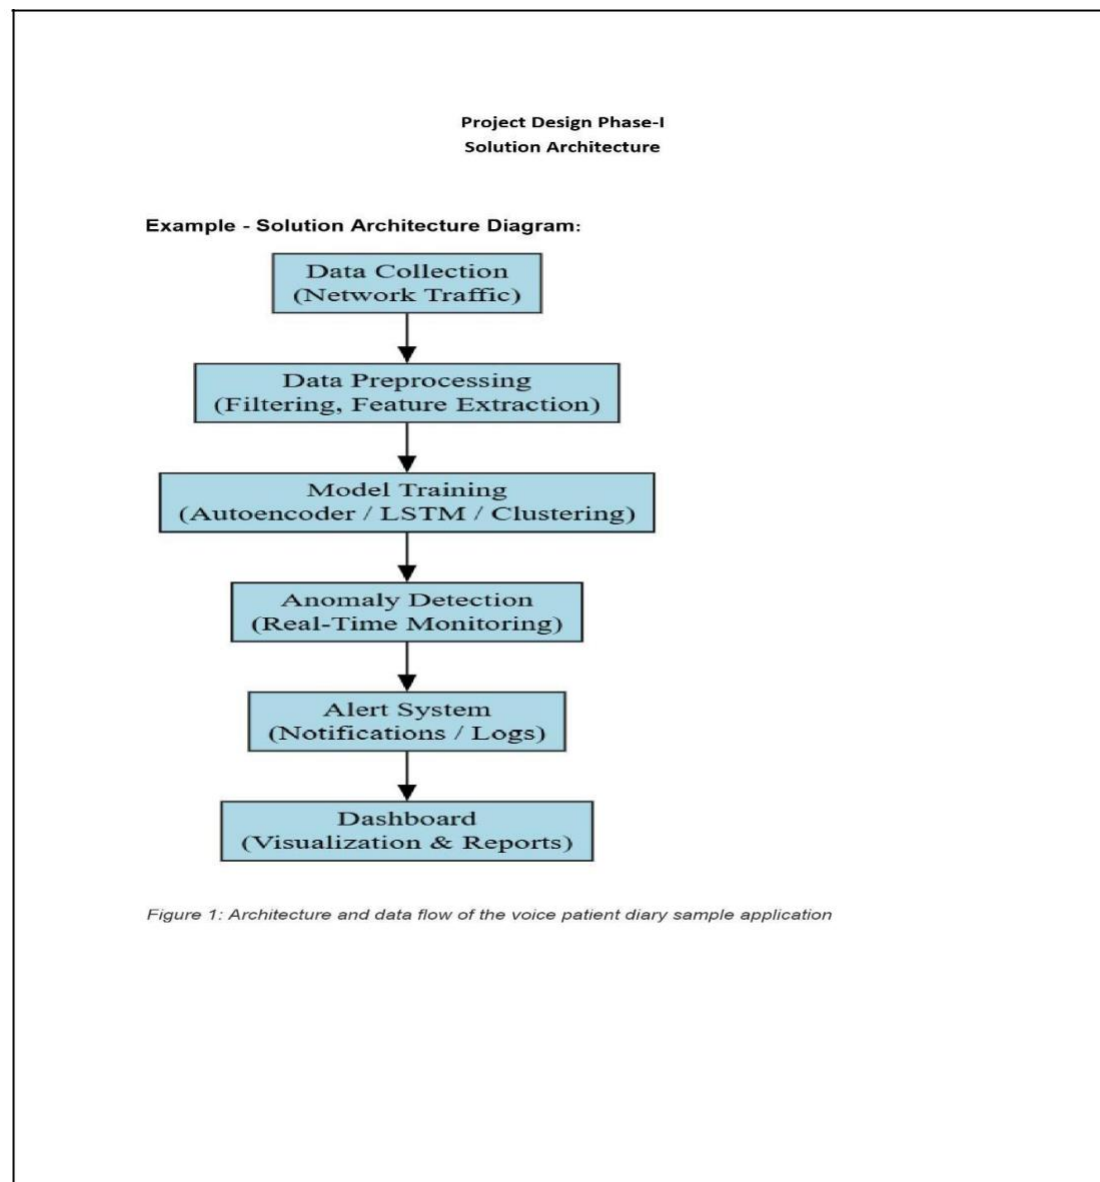 Project Design Phase-I
Solution Architecture
Example - Solution Architecture Diagram:
Data Collection
(Network Traffic)
Data Preprocessing
(Filtering, Feature Extraction)
Model Training
(Autoencoder / LSTM / Clustering)
Anomaly Detection
(Real-Time Monitoring)
Alert System
(Notifications / Logs)
Dashboard
(Visualization & Reports)
Figure 1: Architecture and data flow of the voice patient diary sample application